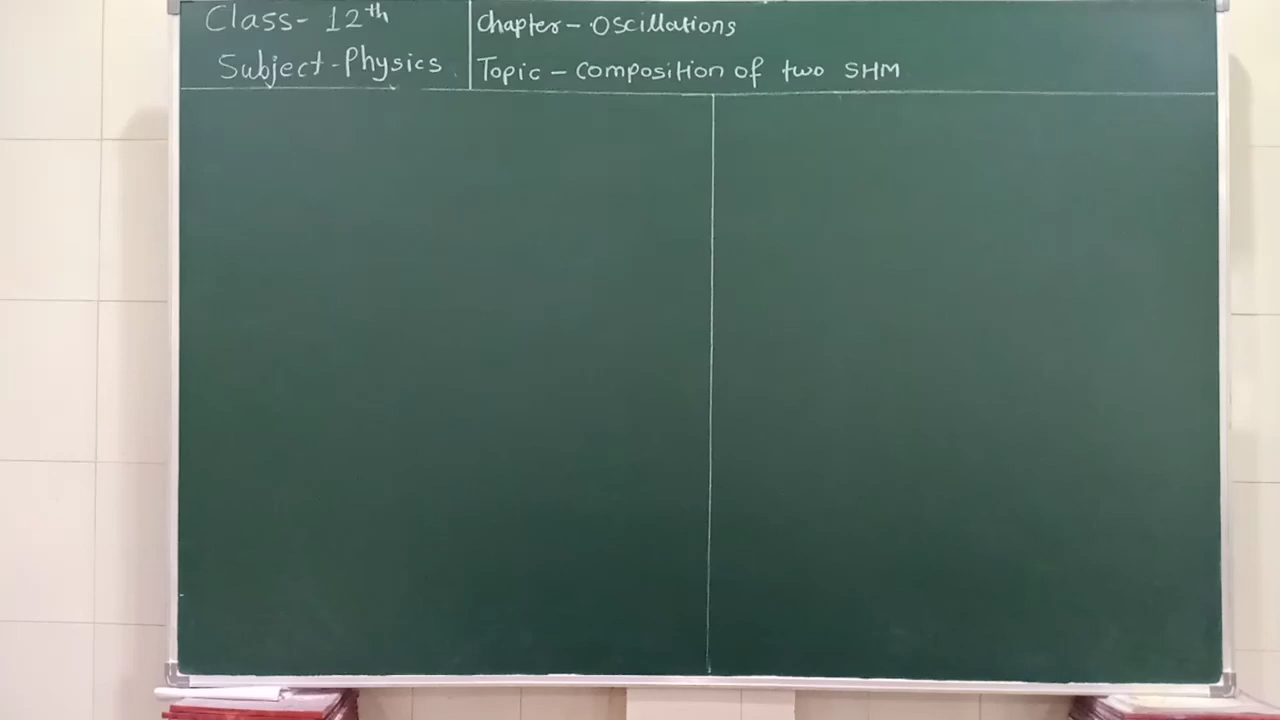 Class- 12th
Subject-Physics
Chapter- Oscillations
Topic - Composition of two SHM